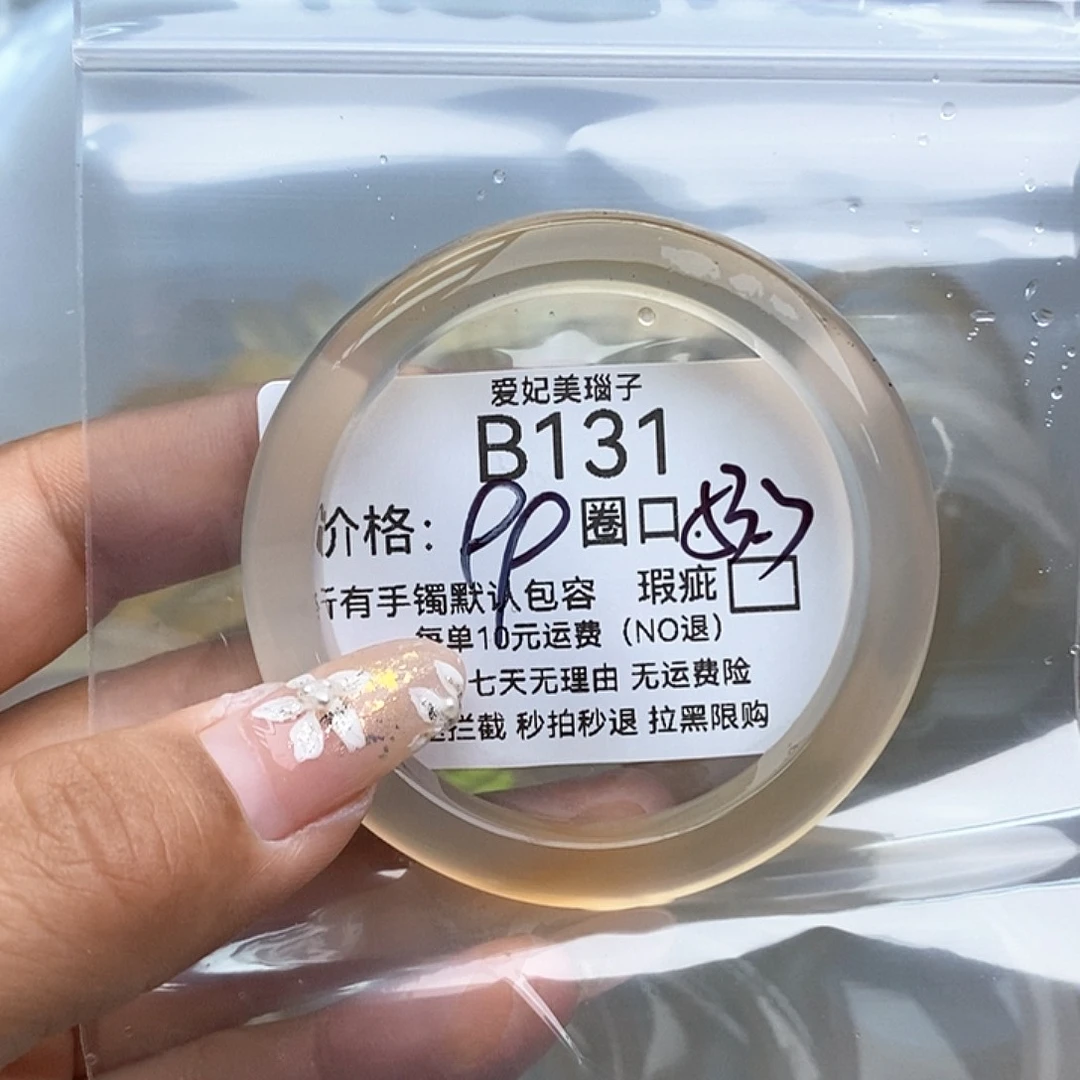 爱妃美瑙子
B131
价格: 圈口
所有手镯默认包容 瑕疵
每单10元运费（NO退）
七天无理由 无运费险
拦截 秒拍秒退 拉黑限购